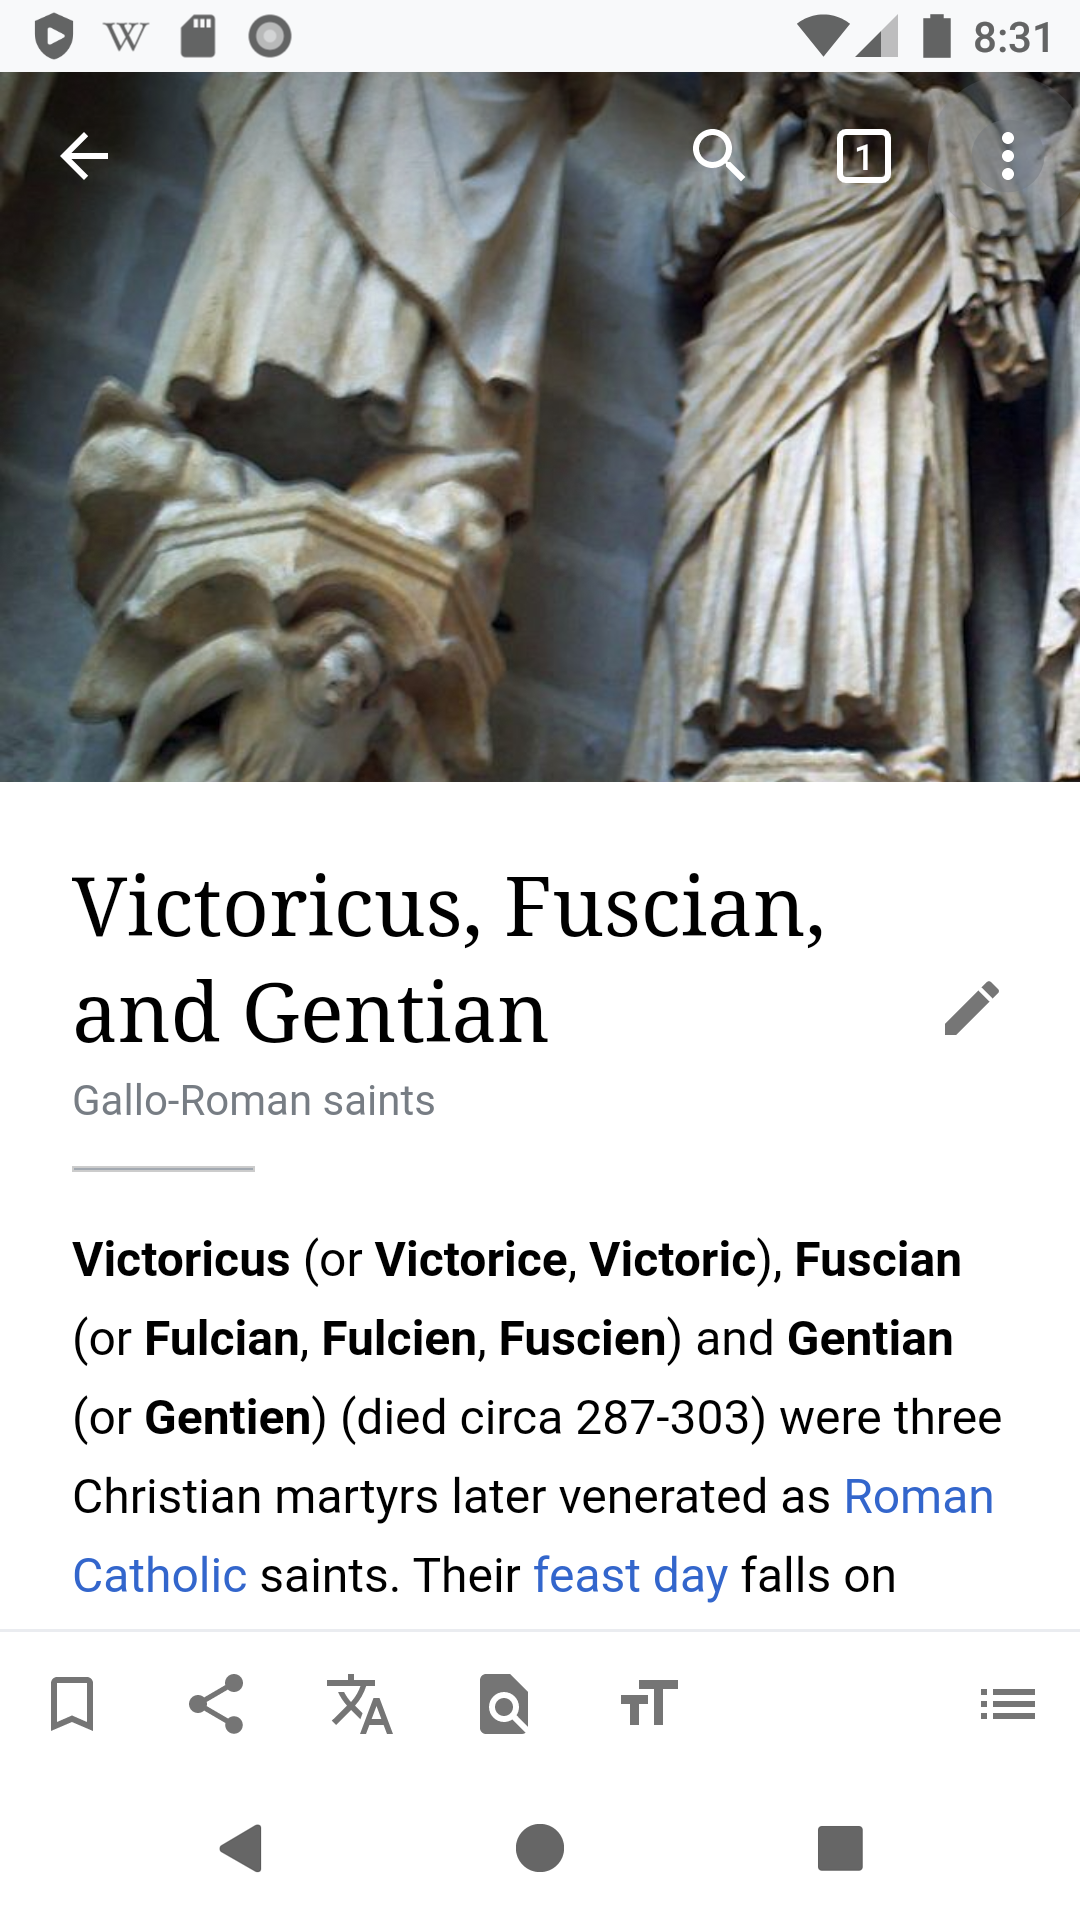 8:31
1
Victoricus, Fuscian,
and Gentian
Gallo-Roman saints
Victoricus (or Victorice, Victoric), Fuscian
(or Fulcian, Fulcien, Fuscien) and Gentian
(or Gentien) (died circa 287-303) were three
Christian martyrs later venerated as Roman
Catholic saints. Their feast day falls on